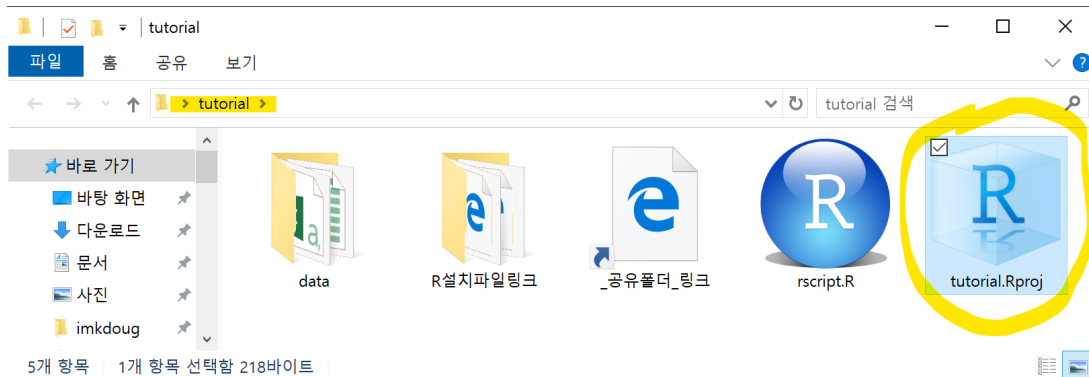 tutorial
파일 홈 공유 보기
tutorial
tutorial 검색
바로 가기
바탕 화면
다운로드
문서
사진
imkdoug
a,
R
R
data
R설치파일링크
_공유폴더_링크
rscript.R
tutorial.Rproj
5개 항목 1개 항목 선택함 218바이트